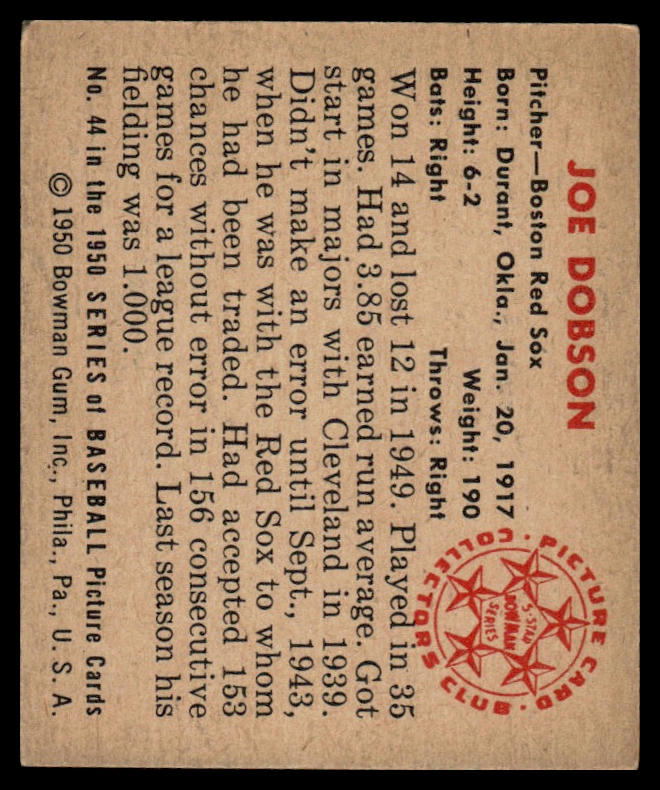 JOE DOBSON
Pitcher—Boston Red Sox
Born: Durant, Okla., Jan. 20, 1917
Height: 6-2 Weight: 190
Bats: Right Throws: Right
Won 14 and lost 12 in 1949. Played in 35
games. Had 3.85 earned run average. Got
start in majors with Cleveland in 1939.
Didn't make an error until Sept., 1943,
when he was with the Red Sox to whom
he had been traded. Had accepted 153
chances without error in 156 consecutive
games for a league record. Last season his
fielding was 1.000.
No. 44 in the 1950 SERIES of BASEBALL Picture Cards
© 1950 Bowman Gum, Inc., Phila., Pa., U. S. A.
PICTURE CARD COLLECTORS CLUB
5-STAR
BOWMAN
SERIES